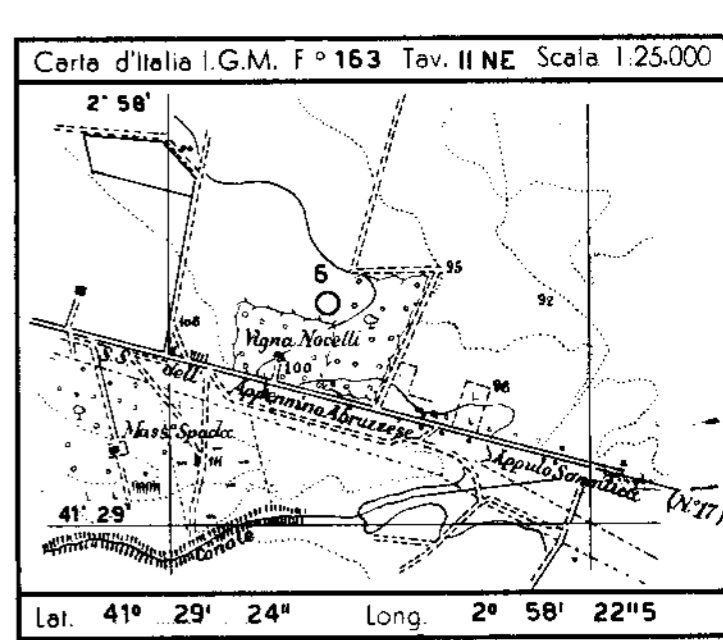 Carta d'Italia I.G.M. F° 163 Tav. II NE Scala 1:25.000
2° 58'
6
95
92
106
Vigna Nocelli
100
S.S. dell' Appennino Abruzzese Appulo Sannitica (N.°17)
96
Mass. Spada
41° 29'
Canale
Lat. 41° 29' 24" Long. 2° 58' 22"5